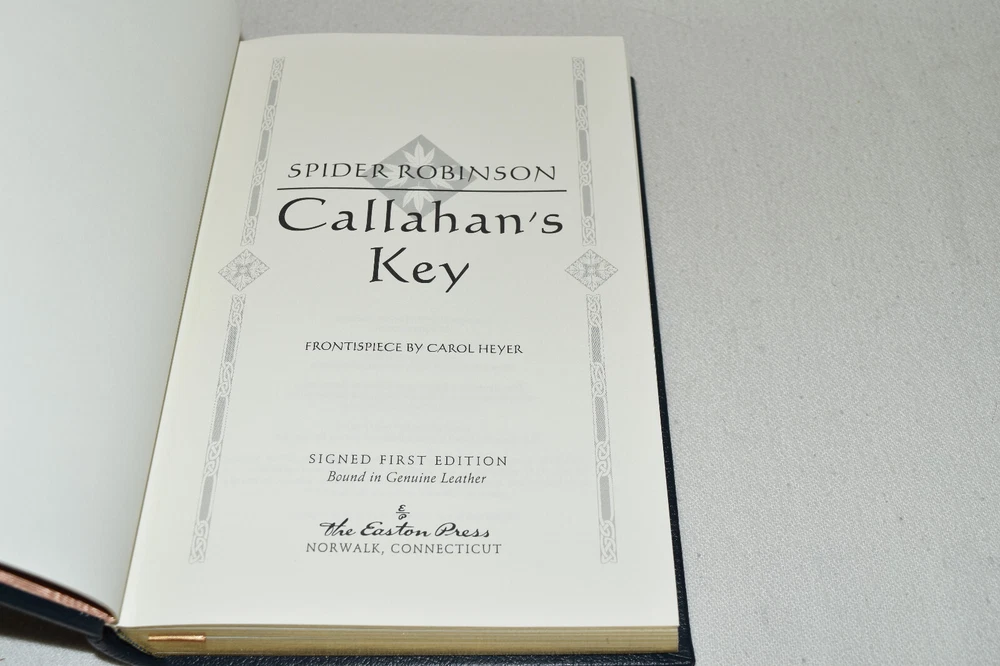 SPIDER ROBINSON
Callahan's
Key
FRONTISPIECE BY CAROL HEYER
SIGNED FIRST EDITION
Bound in Genuine Leather
E
P
the Easton Press
NORWALK, CONNECTICUT